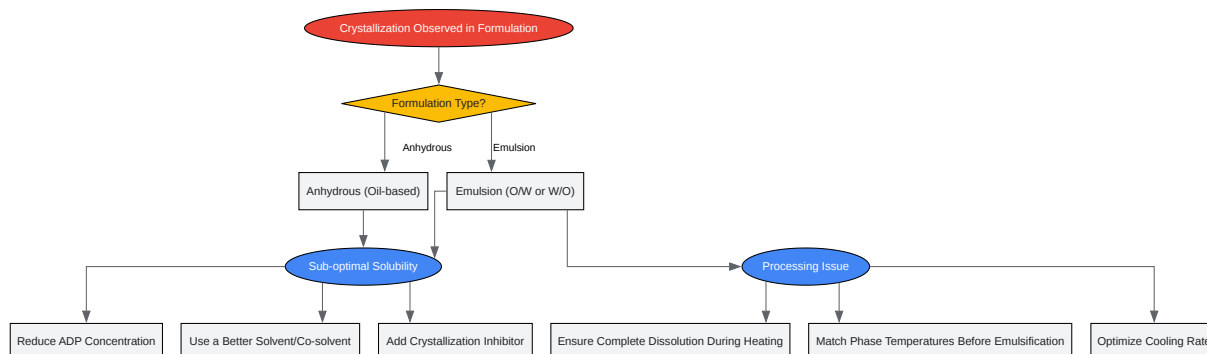 Crystallization Observed in Formulation
Formulation Type?
Anhydrous
Emulsion
Anhydrous (Oil-based)
Emulsion (O/W or W/O)
Sub-optimal Solubility
Processing Issue
Reduce ADP Concentration
Use a Better Solvent/Co-solvent
Add Crystallization Inhibitor
Ensure Complete Dissolution During Heating
Match Phase Temperatures Before Emulsification
Optimize Cooling Rate